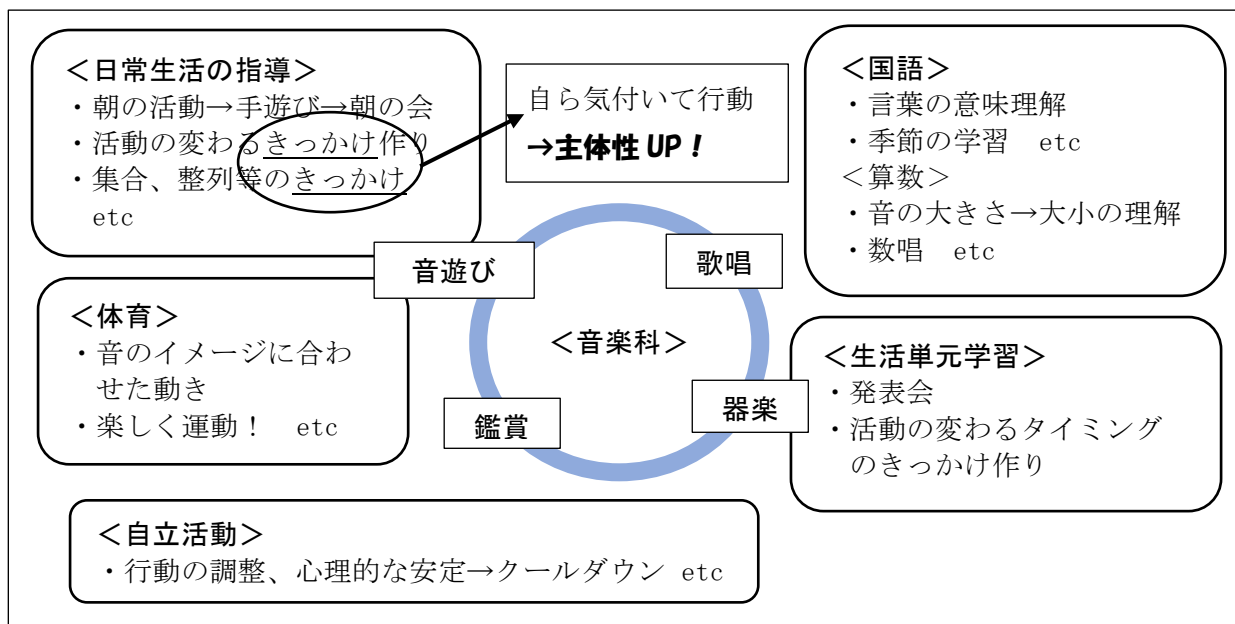 ＜日常生活の指導＞
・朝の活動→手遊び→朝の会
・活動の変わるきっかけ作り
・集合、整列等のきっかけ
etc
自ら気付いて行動
→主体性 UP！
＜国語＞
・言葉の意味理解
・季節の学習　etc
＜算数＞
・音の大きさ→大小の理解
・数唱　etc
音遊び
歌唱
＜音楽科＞
鑑賞
器楽
＜体育＞
・音のイメージに合わ
せた動き
・楽しく運動！　etc
＜生活単元学習＞
・発表会
・活動の変わるタイミング
のきっかけ作り
＜自立活動＞
・行動の調整、心理的な安定→クールダウン etc